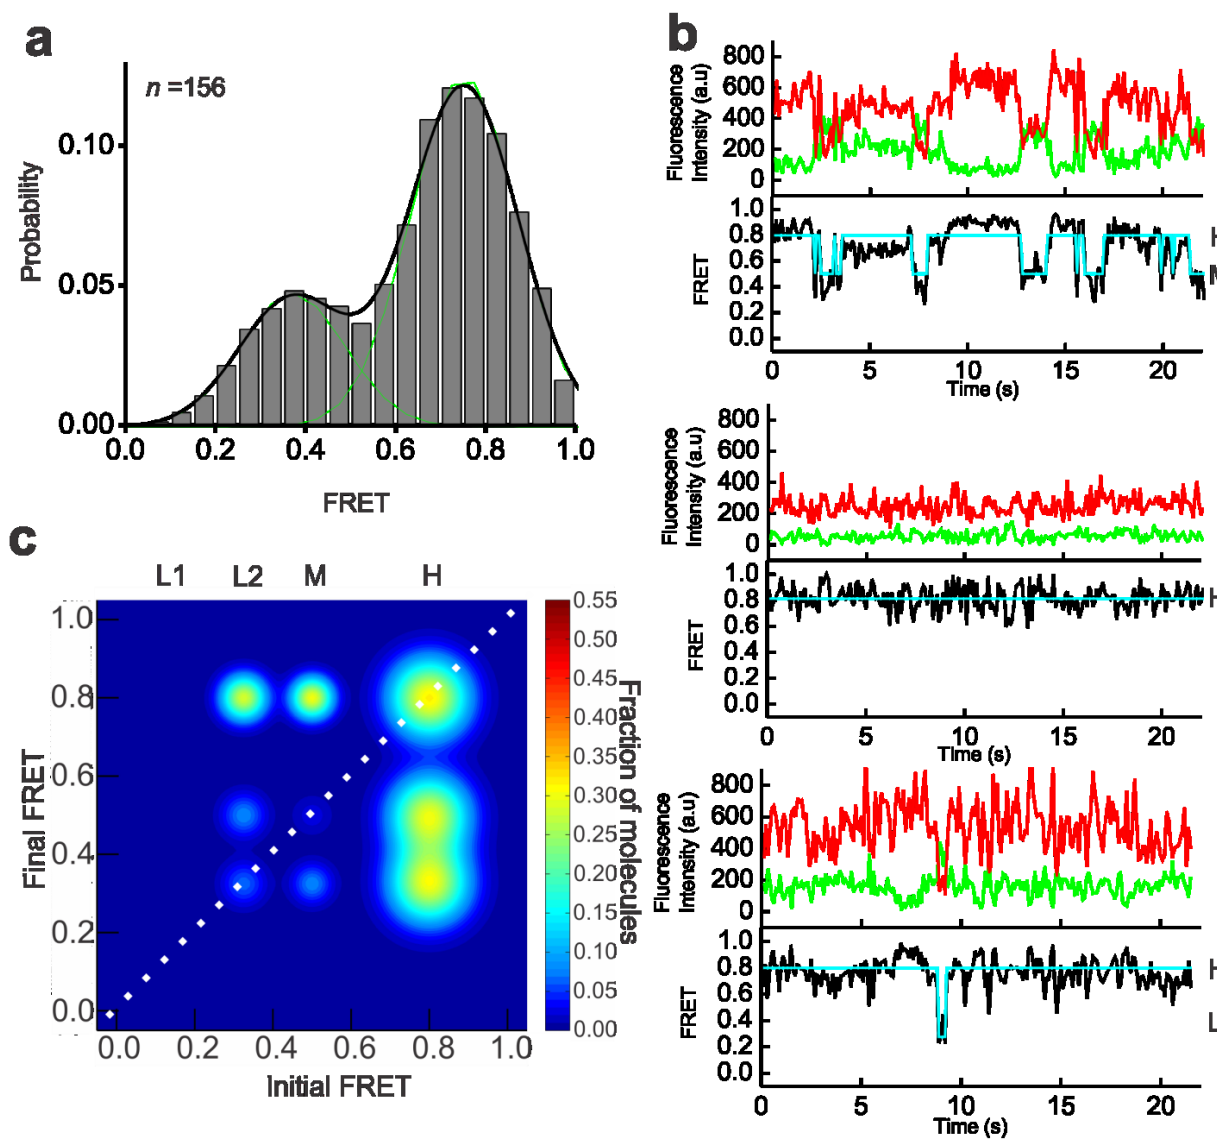 a
n =156
0.10
0.05
0.00
Probability
0.0 0.2 0.4 0.6 0.8 1.0
FRET
b
800
600
400
200
0
Fluorescence
Intensity (a.u)
1.0
0.8
0.6
0.4
0.2
0.0
FRET
H
0 5 10 15 20
Time (s)
800
600
400
200
0
Fluorescence
Intensity (a.u)
1.0
0.8
0.6
0.4
0.2
0.0
FRET
H
0 5 10 15 20
Time (s)
800
600
400
200
0
Fluorescence
Intensity (a.u)
1.0
0.8
0.6
0.4
0.2
0.0
FRET
H
L
0 5 10 15 20
Time (s)
c
L1 L2 M H
1.0
0.8
0.6
0.4
0.2
0.0
Final FRET
0.0 0.2 0.4 0.6 0.8 1.0
Initial FRET
0.55
0.50
0.45
0.40
0.35
0.30
0.25
0.20
0.15
0.10
0.05
0.00
Fraction of molecules